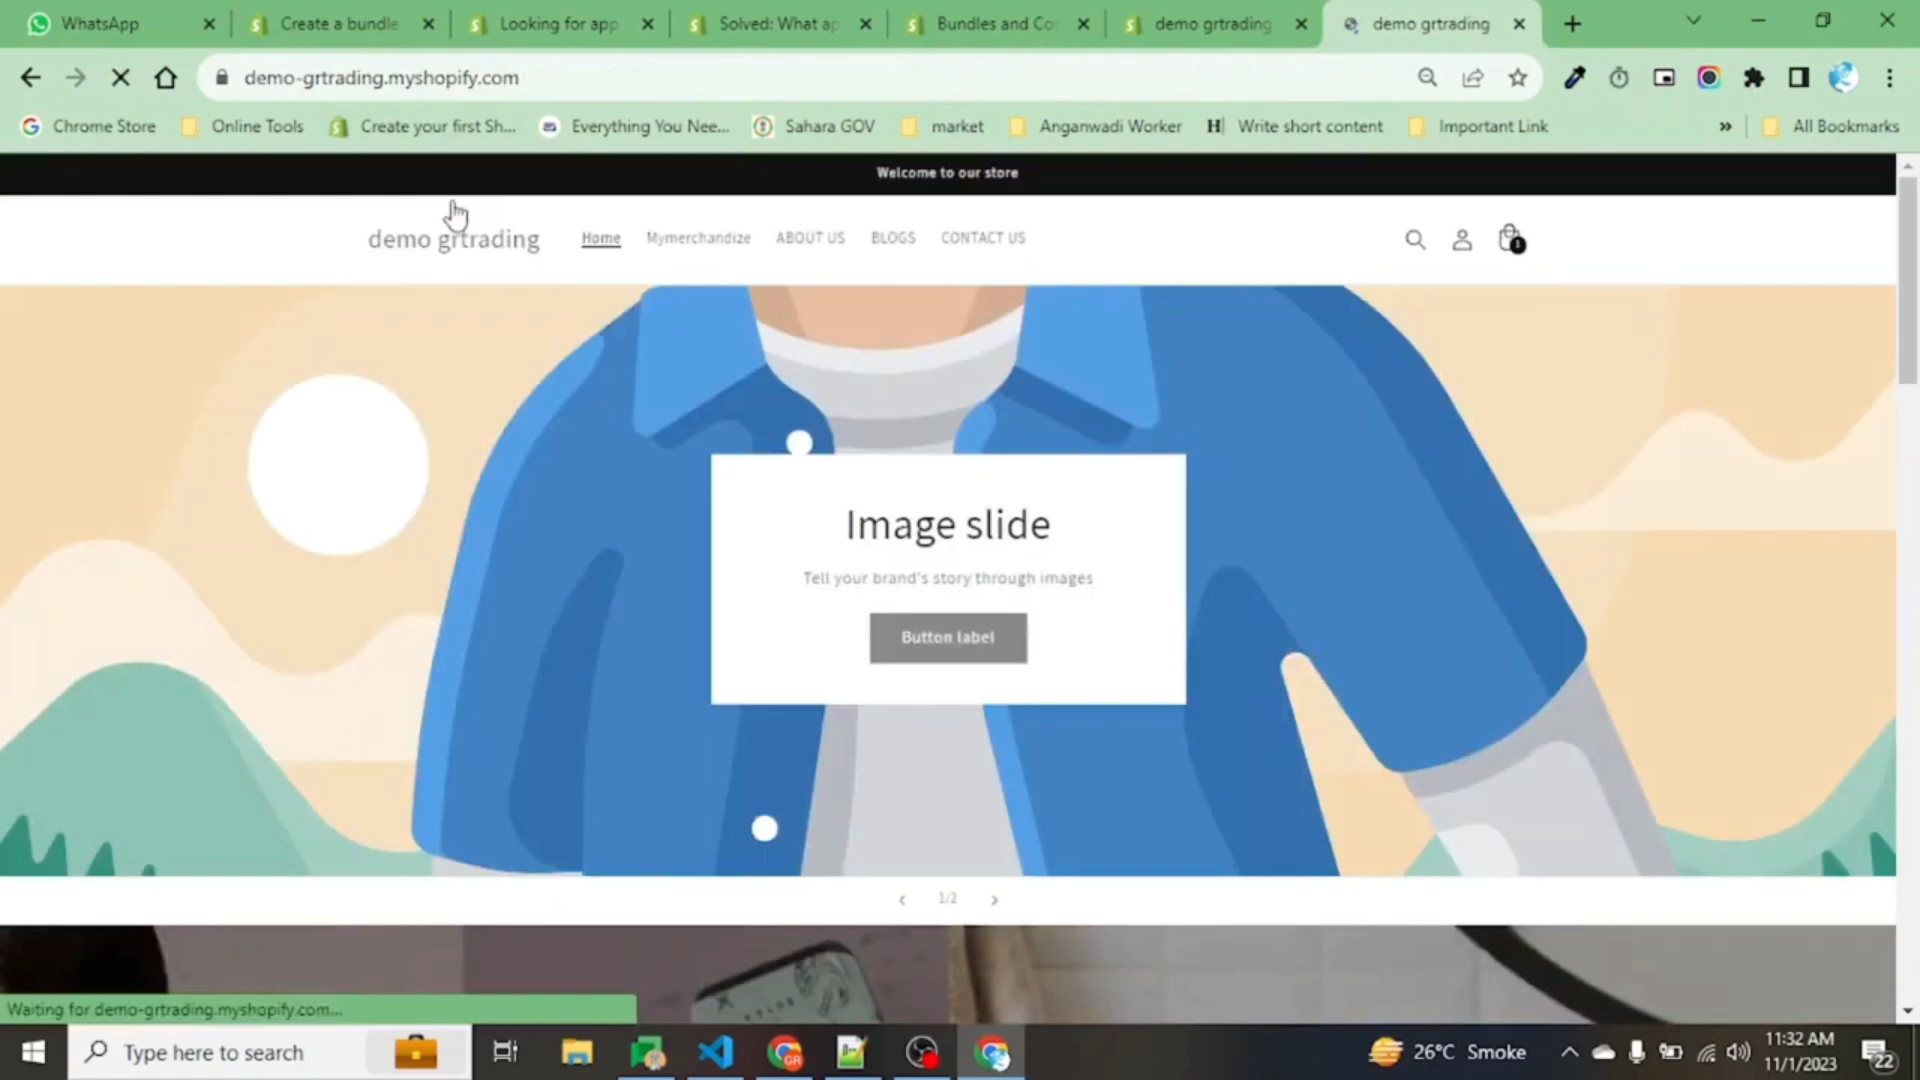 WhatsApp
Create a bundle
Looking for app
Solved: What ap
Bundles and Co
demo grtrading
demo grtrading
demo-grtrading.myshopify.com
Chrome Store
Online Tools
Create your first Sh...
Everything You Nee...
Sahara GOV
market
Anganwadi Worker
H
Write short content
Important Link
»
All Bookmarks
Welcome to our store
demo grtrading
Home
Mymerchandize
ABOUT US
BLOGS
CONTACT US
1
Image slide
Tell your brand's story through images
Button label
1/2
Waiting for demo-grtrading.myshopify.com...
Type here to search
GR
26°C Smoke
11:32 AM
11/1/2023
22